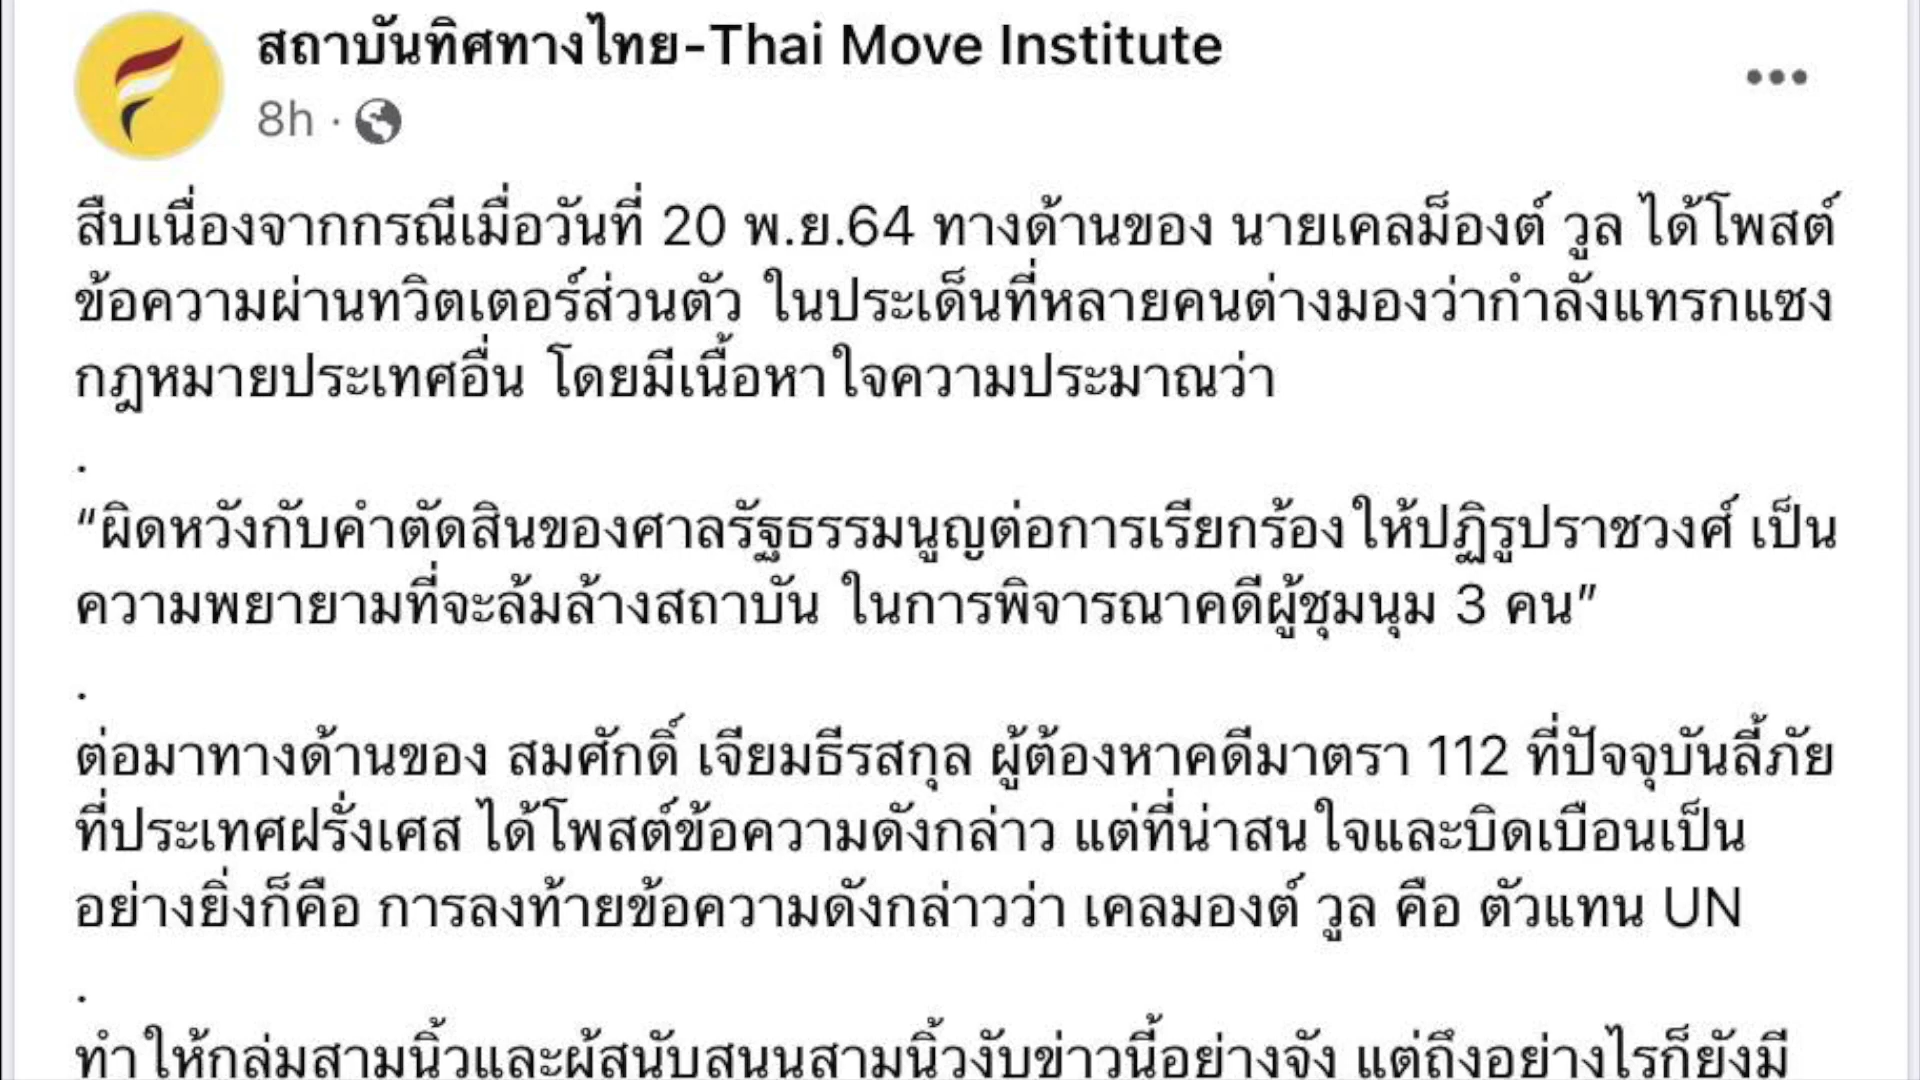 สถาบันทิศทางไทย-Thai Move Institute
8h ·
สืบเนื่องจากกรณีเมื่อวันที่ 20 พ.ย.64 ทางด้านของ นายเคลม็องต์ วูล ได้โพสต์
ข้อความผ่านทวิตเตอร์ส่วนตัว ในประเด็นที่หลายคนต่างมองว่ากำลังแทรกแซง
กฎหมายประเทศอื่น โดยมีเนื้อหาใจความประมาณว่า
.
“ผิดหวังกับคำตัดสินของศาลรัฐธรรมนูญต่อการเรียกร้องให้ปฏิรูปราชวงศ์ เป็น
ความพยายามที่จะล้มล้างสถาบัน ในการพิจารณาคดีผู้ชุมนุม 3 คน”
.
ต่อมาทางด้านของ สมศักดิ์ เจียมธีรสกุล ผู้ต้องหาคดีมาตรา 112 ที่ปัจจุบันลี้ภัย
ที่ประเทศฝรั่งเศส ได้โพสต์ข้อความดังกล่าว แต่ที่น่าสนใจและบิดเบือนเป็น
อย่างยิ่งก็คือ การลงท้ายข้อความดังกล่าวว่า เคลมองต์ วูล คือ ตัวแทน UN
.
ทำให้กลุ่มสามนิ้วและผู้สนับสนุนสามนิ้วงับข่าวนี้อย่างจัง แต่ถึงอย่างไรก็ยังมี